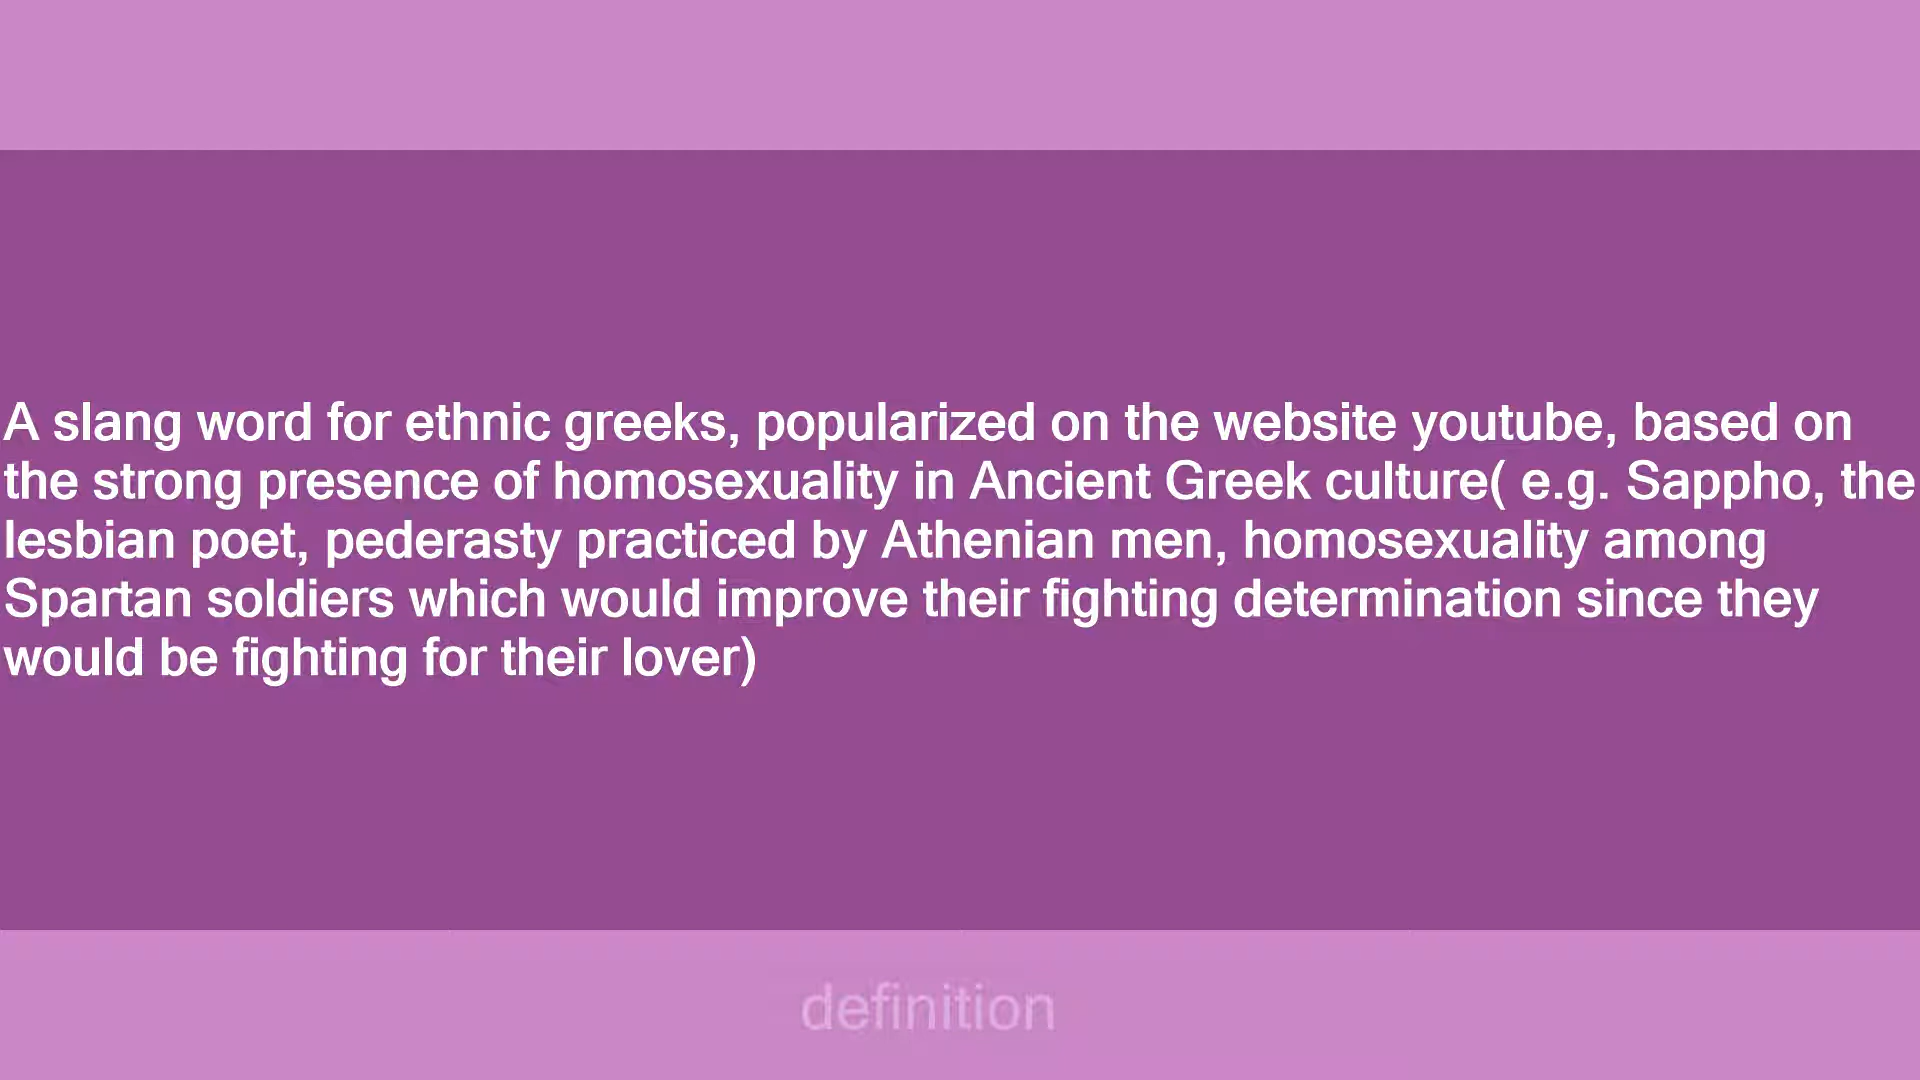 A slang word for ethnic greeks, popularized on the website youtube, based on
the strong presence of homosexuality in Ancient Greek culture( e.g. Sappho, the
lesbian poet, pederasty practiced by Athenian men, homosexuality among
Spartan soldiers which would improve their fighting determination since they
would be fighting for their lover)
definition